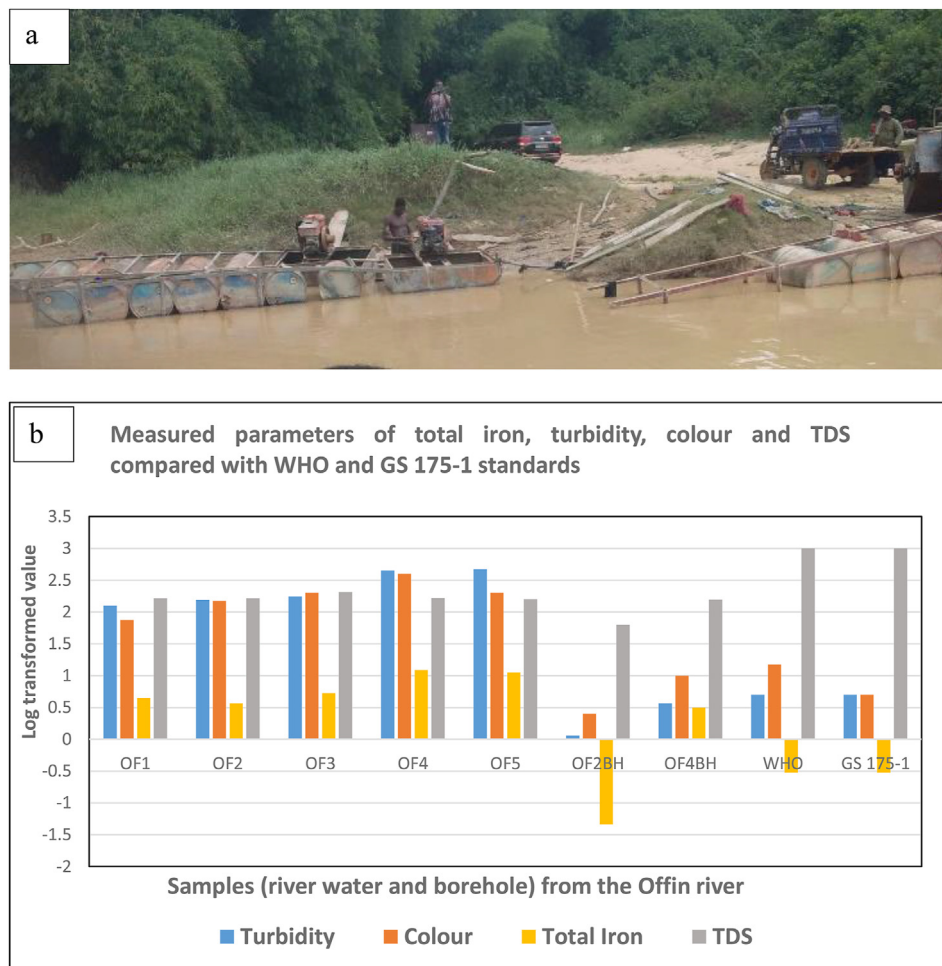 a
b
Measured parameters of total iron, turbidity, colour and TDS
compared with WHO and GS 175-1 standards
3.5
3
2.5
2
1.5
1
0.5
0
-0.5
-1
-1.5
-2
Log transformed value
OF1 OF2 OF3 OF4 OF5 OF2BH OF4BH WHO GS 175-1
Samples (river water and borehole) from the Offin river
Turbidity Colour Total Iron TDS